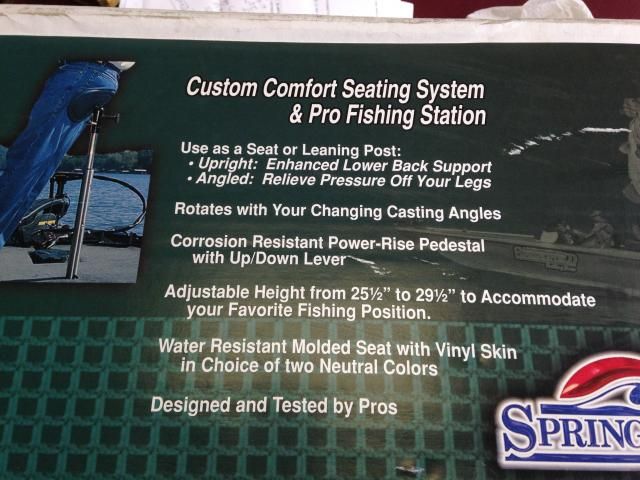 Custom Comfort Seating System
& Pro Fishing Station
Use as a Seat or Leaning Post:
• Upright: Enhanced Lower Back Support
• Angled: Relieve Pressure Off Your Legs
Rotates with Your Changing Casting Angles
Corrosion Resistant Power-Rise Pedestal
with Up/Down Lever
Adjustable Height from 25½” to 29½” to Accommodate
your Favorite Fishing Position.
Water Resistant Molded Seat with Vinyl Skin
in Choice of two Neutral Colors
Designed and Tested by Pros
SPRING